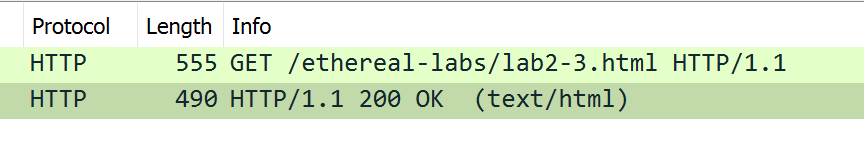 Protocol Length Info
HTTP 555 GET /ethereal-labs/lab2-3.html HTTP/1.1
HTTP 490 HTTP/1.1 200 OK  (text/html)